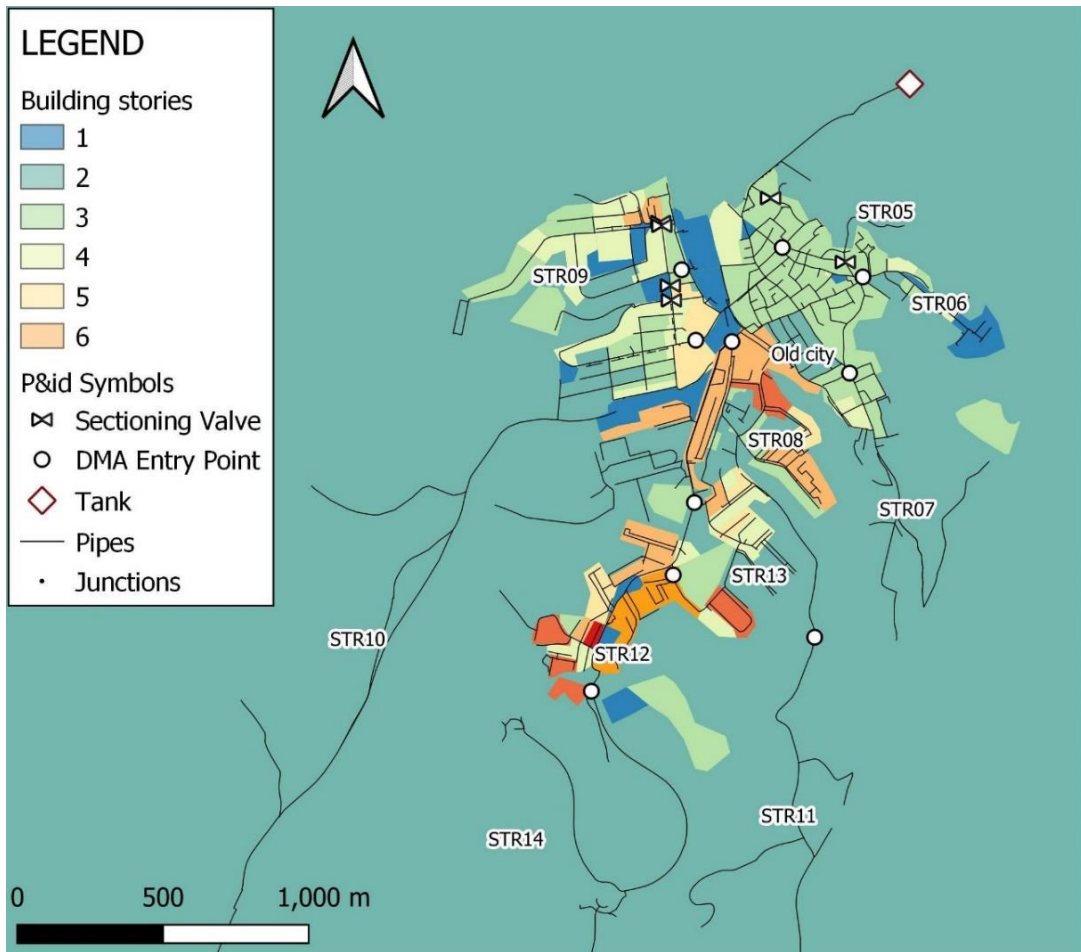 LEGEND
Building stories
1
2
3
4
5
6
P&id Symbols
Sectioning Valve
DMA Entry Point
Tank
Pipes
Junctions
STR05
STR09
STR06
Old city
STR08
STR07
STR13
STR10
STR12
STR11
STR14
0 500 1,000 m